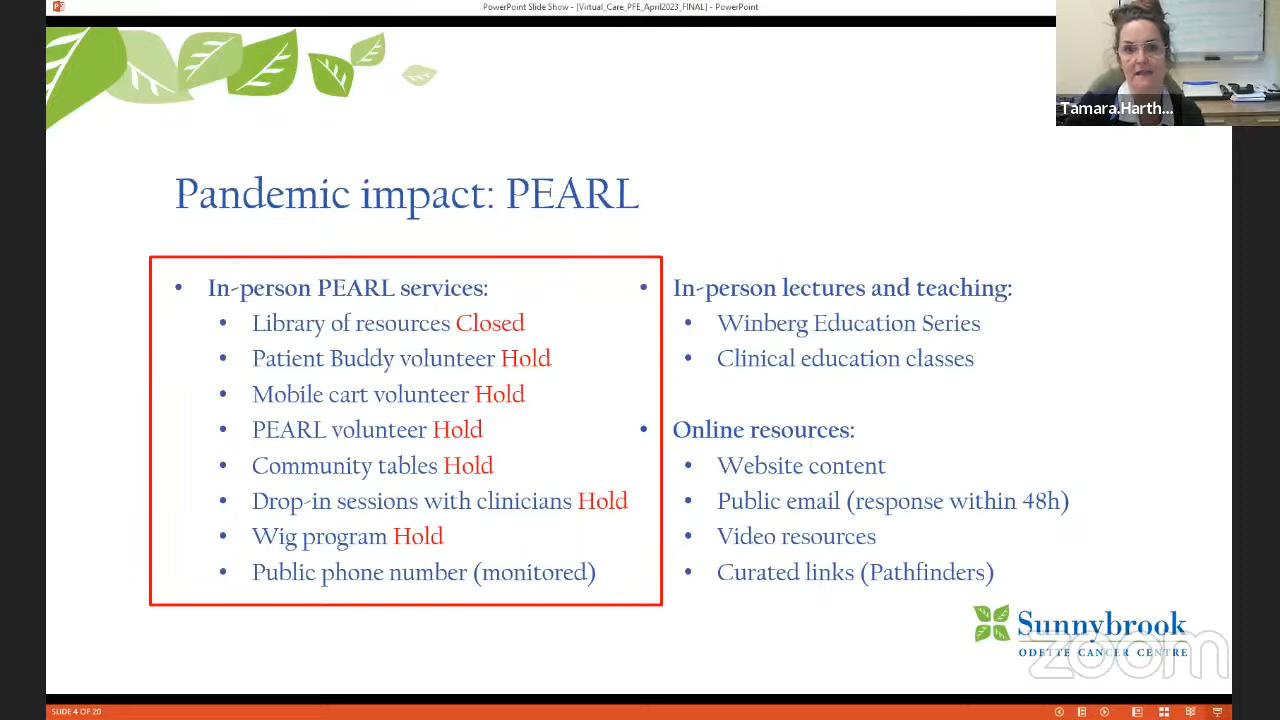 PowerPoint Slide Show - [Virtual_Care_PFE_April2023_FINAL] - PowerPoint
Tamara.Harth...
Pandemic impact: PEARL
• In-person PEARL services:
• Library of resources Closed
• Patient Buddy volunteer Hold
• Mobile cart volunteer Hold
• PEARL volunteer Hold
• Community tables Hold
• Drop-in sessions with clinicians Hold
• Wig program Hold
• Public phone number (monitored)
• In-person lectures and teaching:
• Winberg Education Series
• Clinical education classes
• Online resources:
• Website content
• Public email (response within 48h)
• Video resources
• Curated links (Pathfinders)
Sunnybrook
ODETTE CANCER CENTRE
zoom
SLIDE 4 OF 20